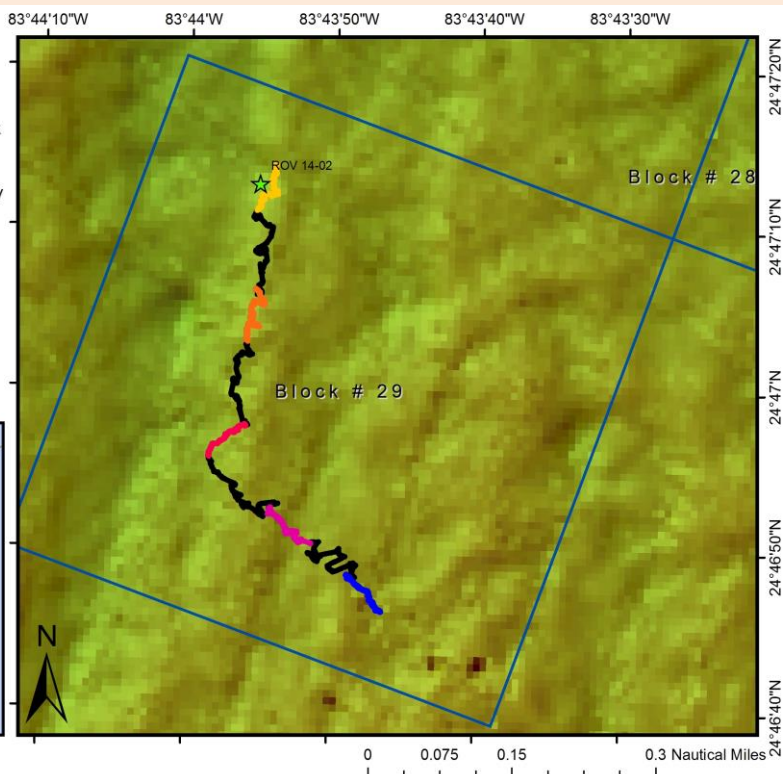 83°44'10"W
83°44'W
83°43'50"W
83°43'40"W
83°43'30"W
24°47'20"N
ROV 14-02
Block # 28
24°47'10"N
Block # 29
24°47'N
24°46'50"N
N
24°46'40"N
0 0.075 0.15 0.3 Nautical Miles